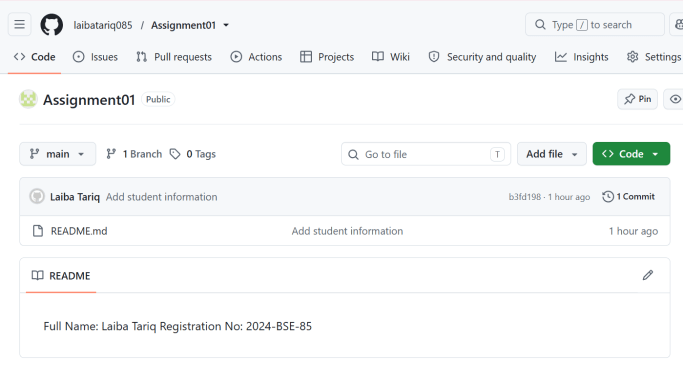 laibatariq085 / Assignment01
Type / to search
Code Issues Pull requests Actions Projects Wiki Security and quality Insights Settings
Assignment01 Public Pin
main 1 Branch 0 Tags Go to file T Add file Code
Laiba Tariq Add student information b3fd198 · 1 hour ago 1 Commit
README.md Add student information 1 hour ago
README
Full Name: Laiba Tariq Registration No: 2024-BSE-85